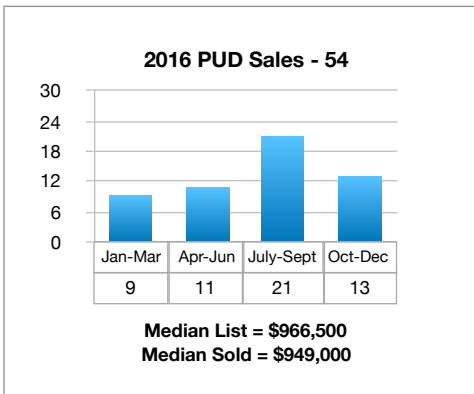 2016 PUD Sales - 54
30
24
18
12
6
0
Jan-Mar Apr-Jun July-Sept Oct-Dec
9 11 21 13
Median List = $966,500
Median Sold = $949,000